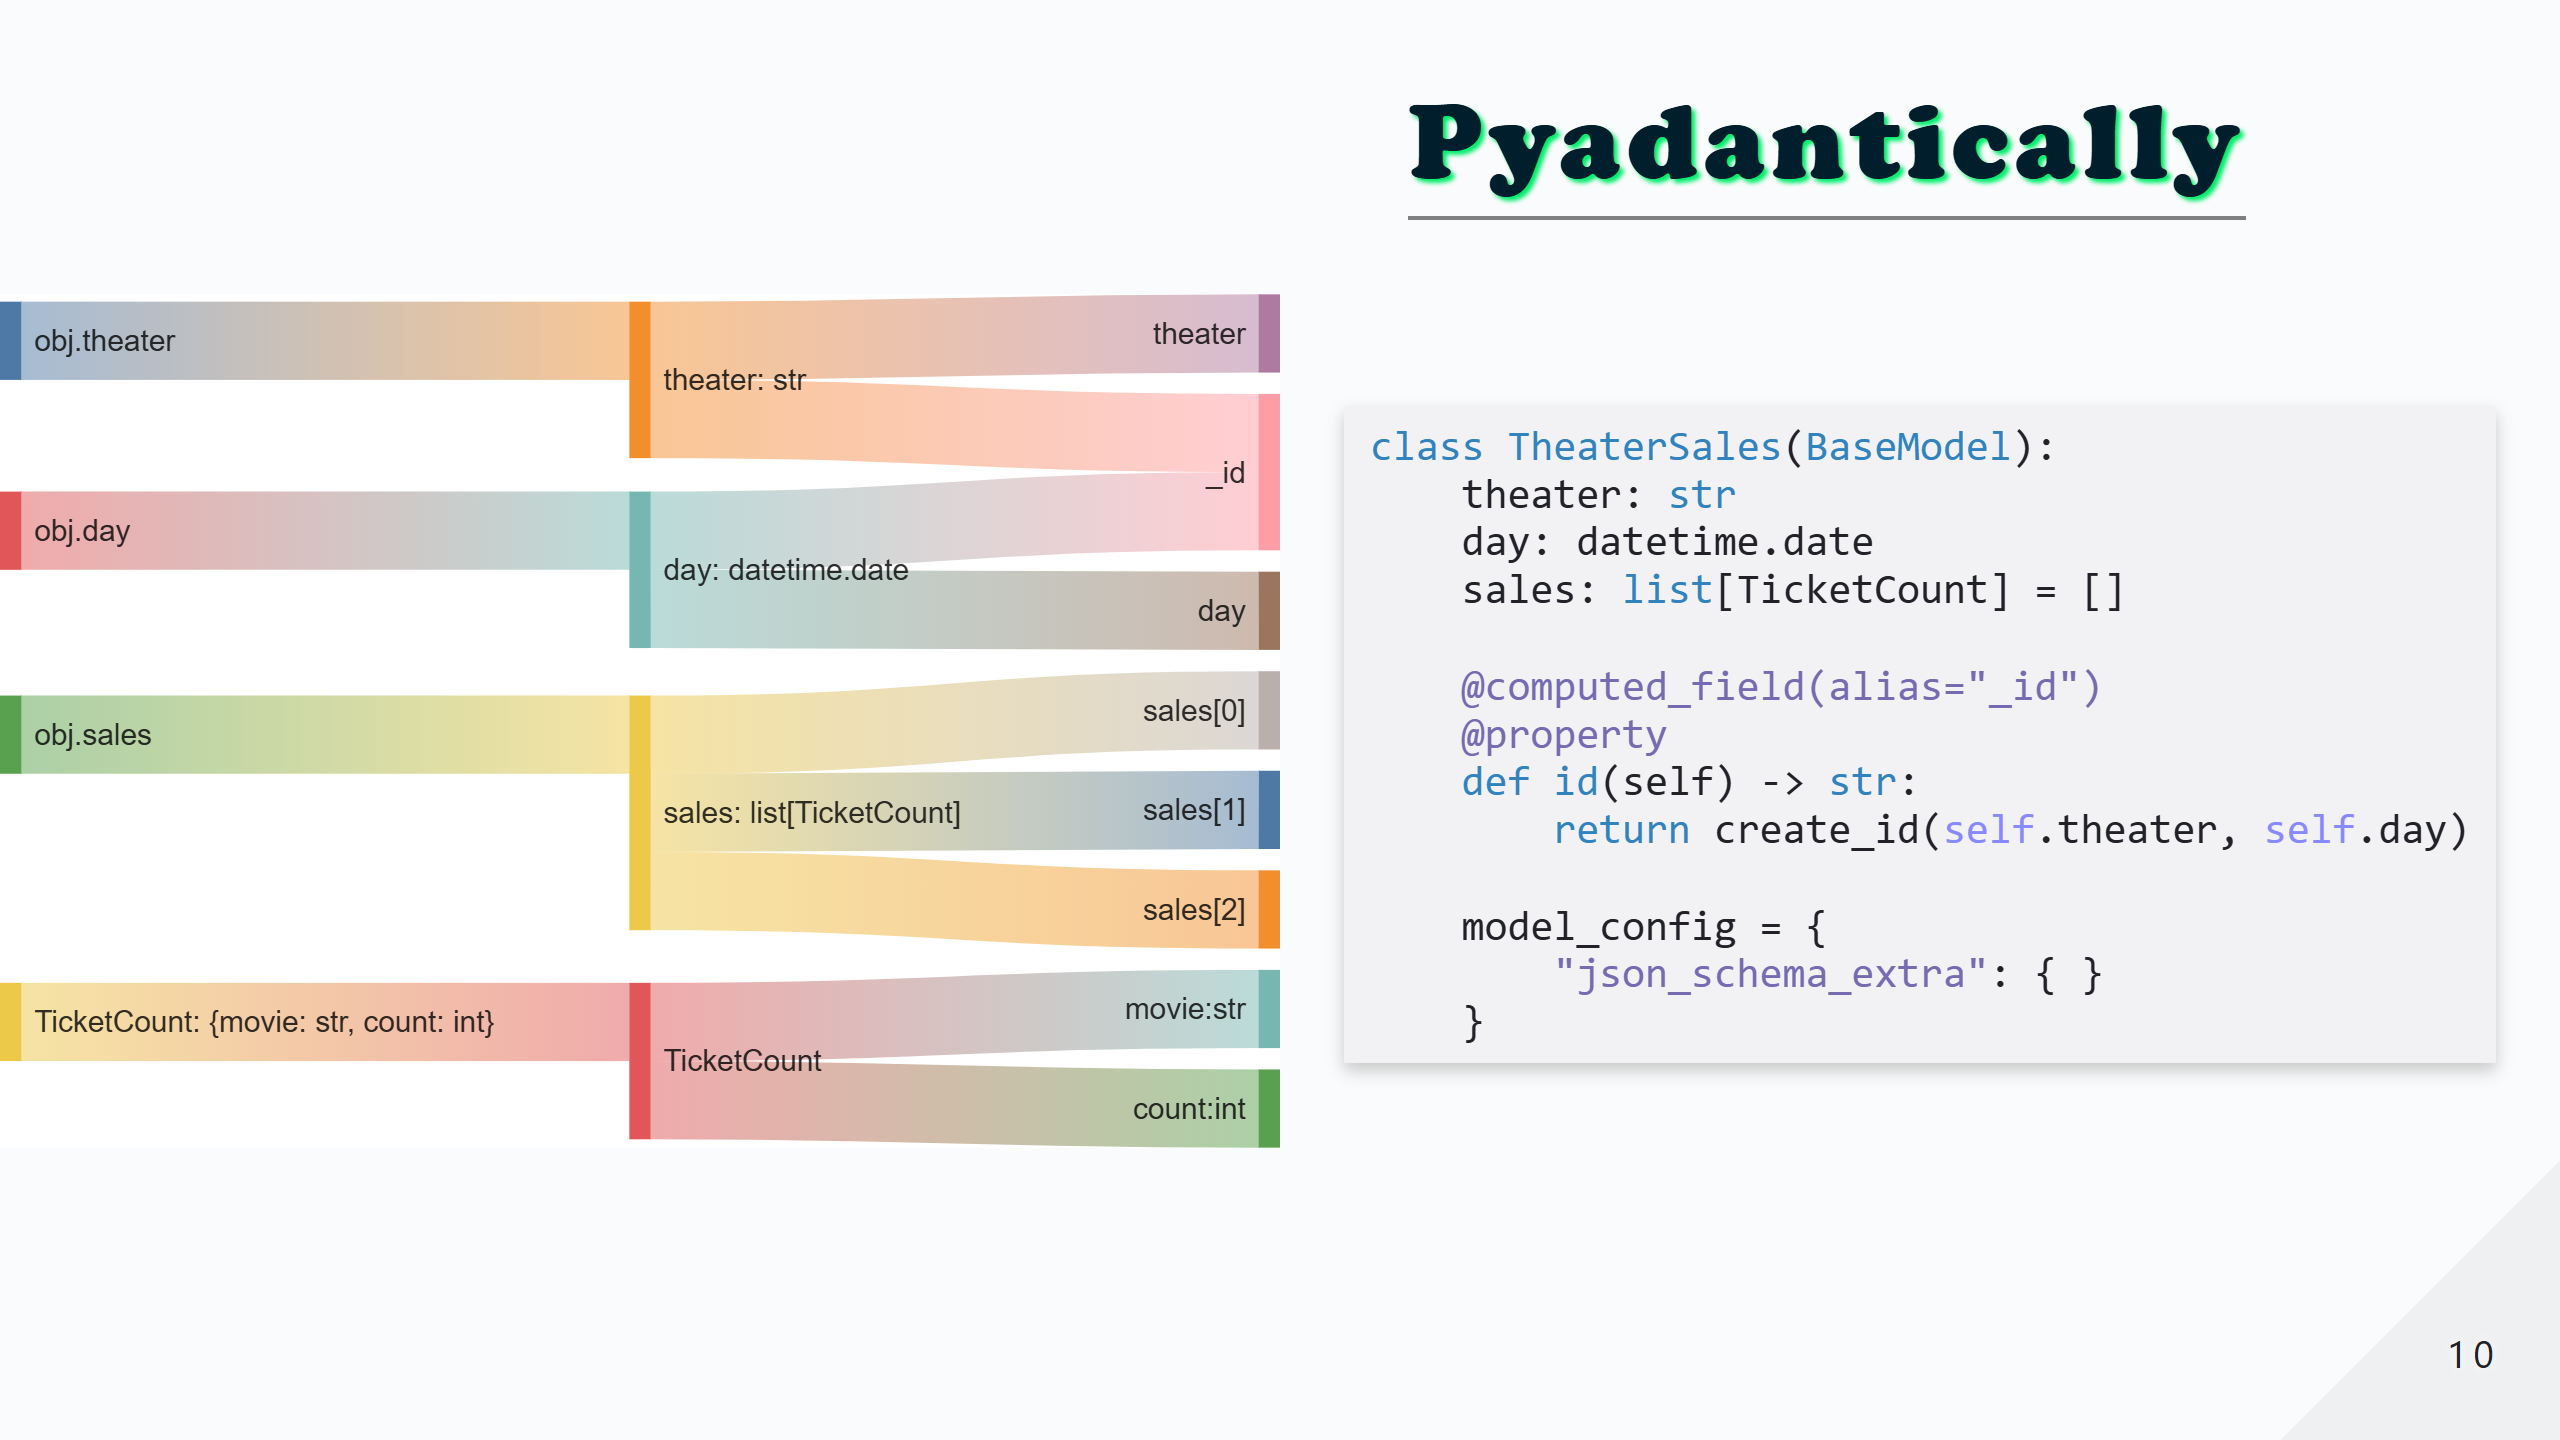 Pyadantically
obj.theater
theater: str
theater
_id
obj.day
day: datetime.date
day
obj.sales
sales: list[TicketCount]
sales[0]
sales[1]
sales[2]
TicketCount: {movie: str, count: int}
TicketCount
movie:str
count:int
class TheaterSales(BaseModel):
    theater: str
    day: datetime.date
    sales: list[TicketCount] = []
    @computed_field(alias="_id")
    @property
    def id(self) -> str:
        return create_id(self.theater, self.day)
    model_config = {
        "json_schema_extra": { }
    }
10